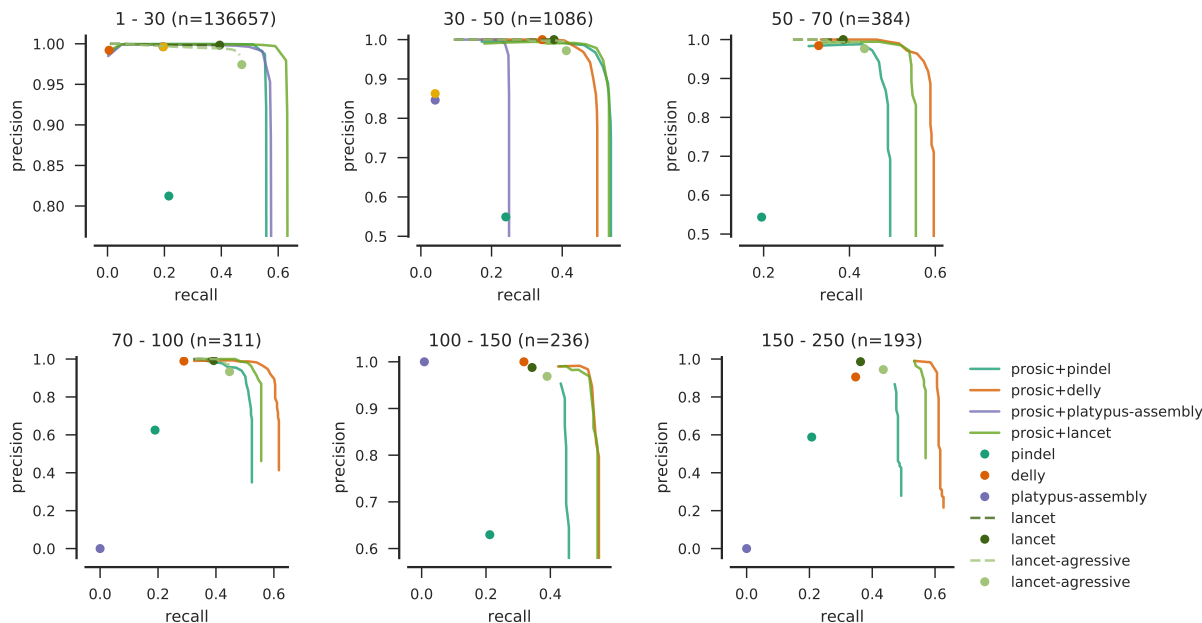 1 - 30 (n=136657)
30 - 50 (n=1086)
50 - 70 (n=384)
1.00
0.95
0.90
0.85
0.80
precision
0.0 0.2 0.4 0.6
recall
1.0
0.9
0.8
0.7
0.6
0.5
precision
0.0 0.2 0.4
recall
1.0
0.9
0.8
0.7
0.6
0.5
precision
0.2 0.4 0.6
recall
70 - 100 (n=311)
100 - 150 (n=236)
150 - 250 (n=193)
1.0
0.8
0.6
0.4
0.2
0.0
precision
0.0 0.2 0.4 0.6
recall
1.0
0.9
0.8
0.7
0.6
precision
0.0 0.2 0.4
recall
1.0
0.8
0.6
0.4
0.2
0.0
precision
0.0 0.2 0.4 0.6
recall
prosic+pindel
prosic+delly
prosic+platypus-assembly
prosic+lancet
pindel
delly
platypus-assembly
lancet
lancet
lancet-agressive
lancet-agressive